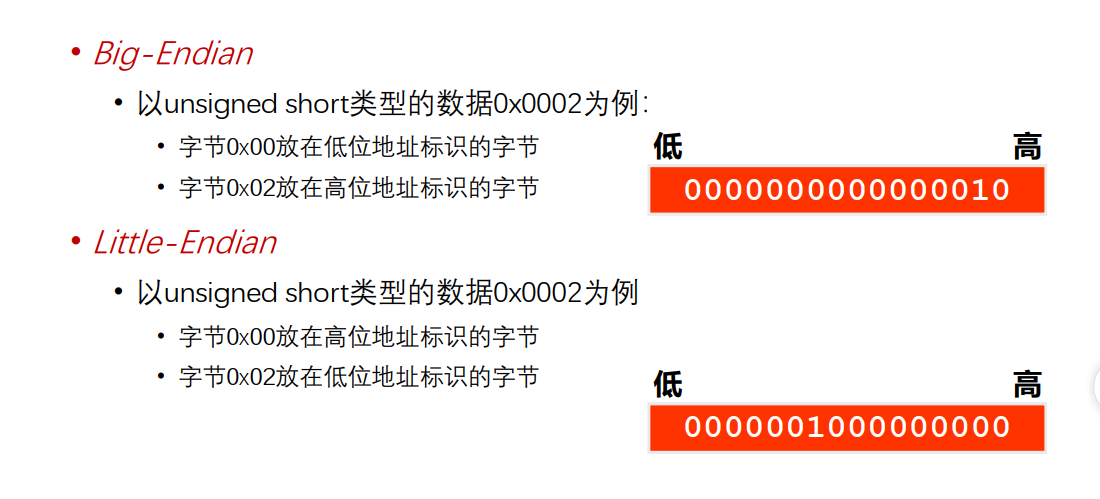 • Big-Endian
• 以unsigned short类型的数据0x0002为例：
• 字节0x00放在低位地址标识的字节
• 字节0x02放在高位地址标识的字节
低 高
0000000000000010
• Little-Endian
• 以unsigned short类型的数据0x0002为例
• 字节0x00放在高位地址标识的字节
• 字节0x02放在低位地址标识的字节
低 高
0000001000000000